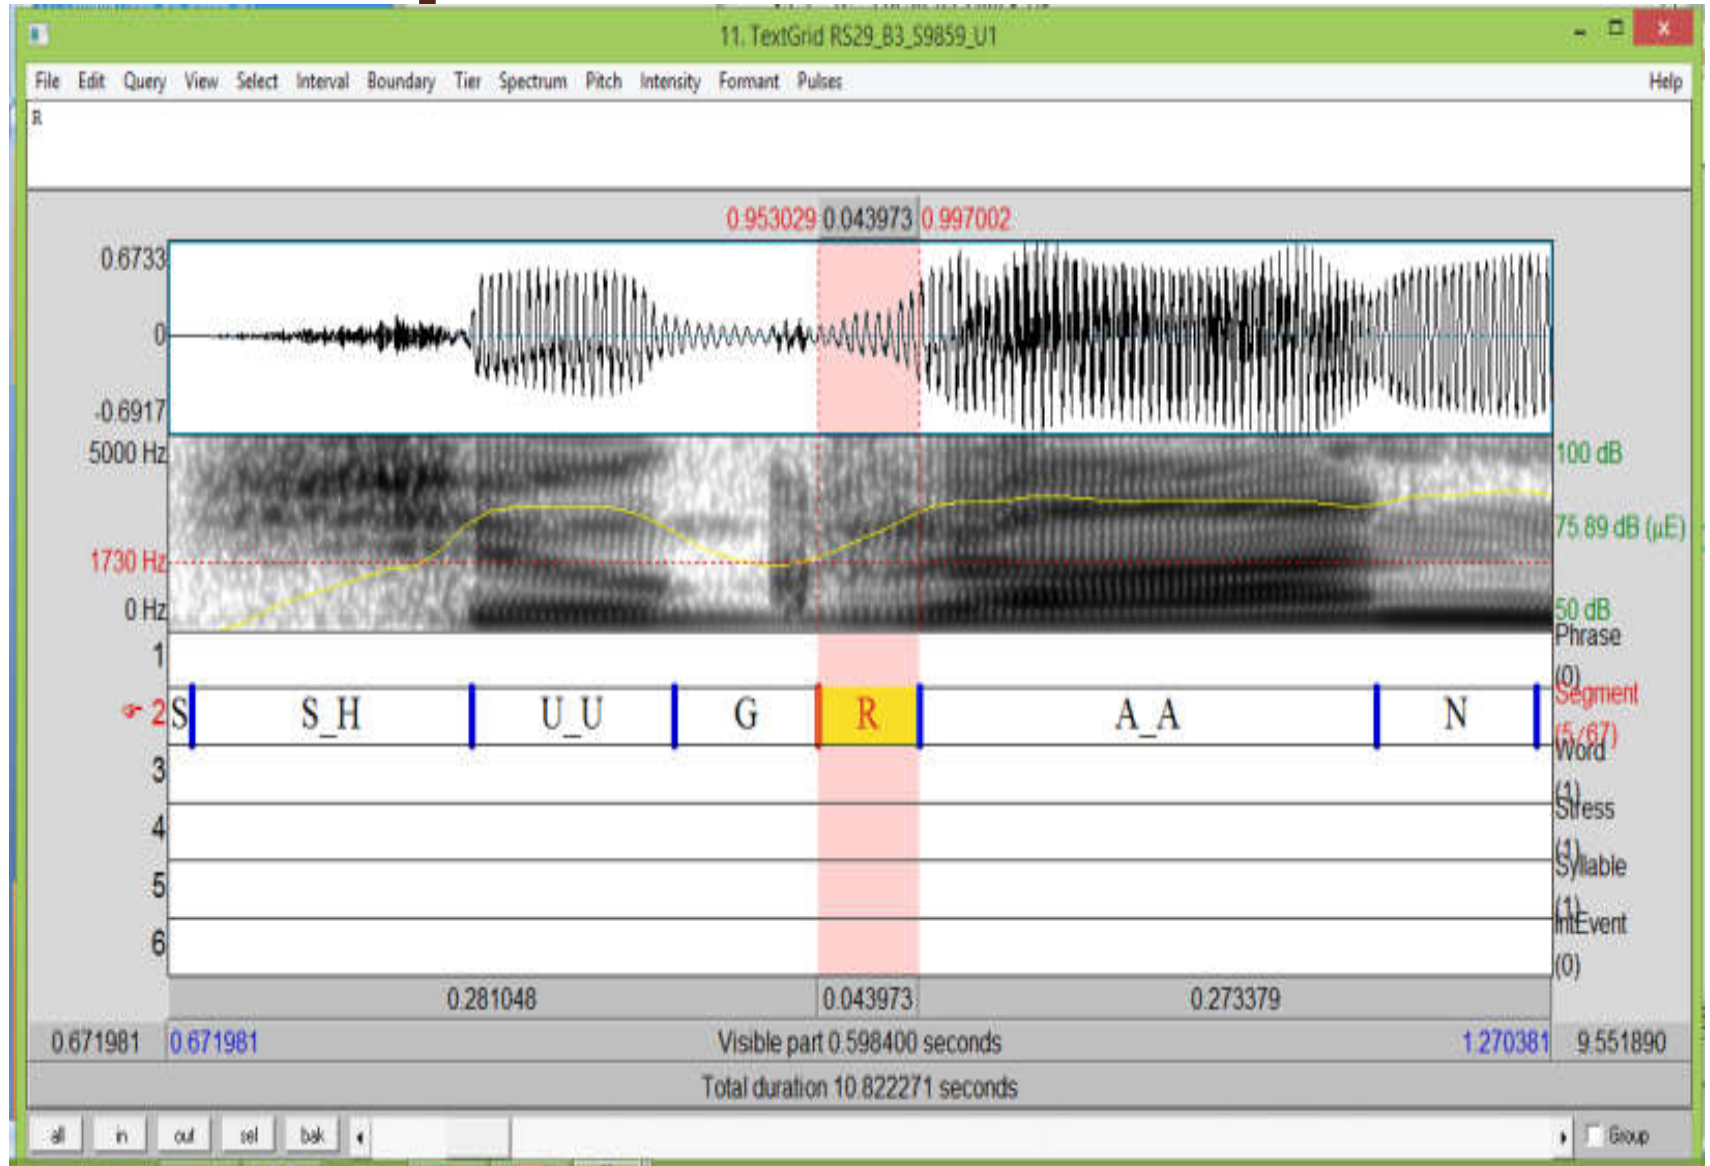 11. TextGrid RS29_B3_S9859_U1
File Edit Query View Select Interval Boundary Tier Spectrum Pitch Intensity Formant Pulses Help
R
0.953029 0.043973 0.997002
0.6733
0
-0.6917
5000 Hz 100 dB
75.89 dB (µE)
1730 Hz
0 Hz 50 dB
1 Phrase
(0)
2 S S_H U_U G R A_A N Segment
(5/67)
3 Word
(1)
4 Stress
(1)
5 Syllable
(1)
6 IntEvent
(0)
0.281048 0.043973 0.273379
0.671981 0.671981 Visible part 0.598400 seconds 1.270381 9.551890
Total duration 10.822271 seconds
all in out sel bak Group